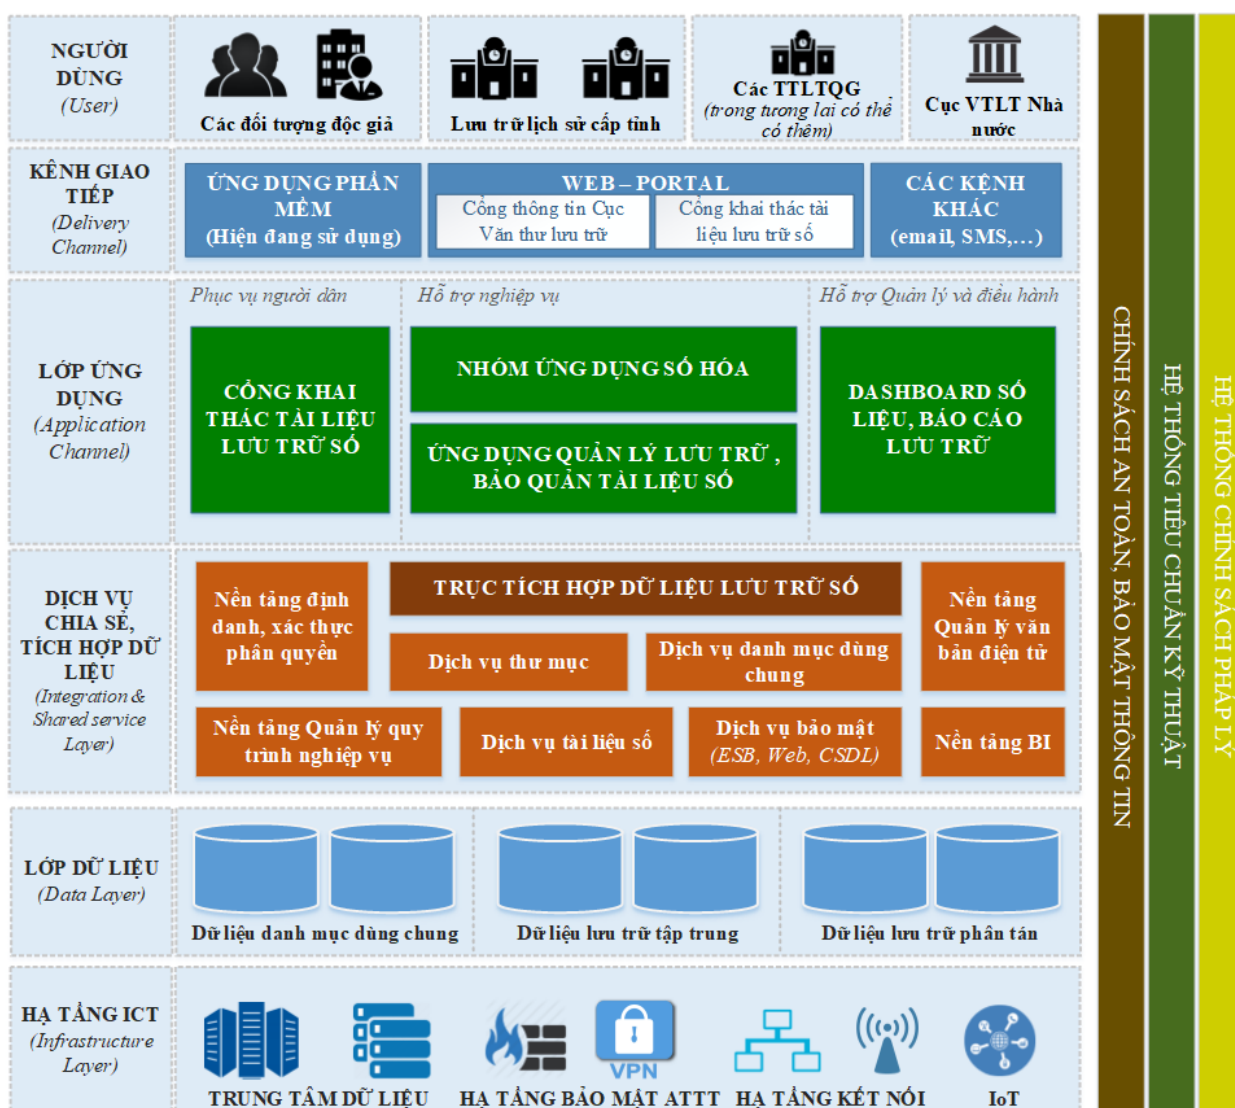 NGƯỜI
DÙNG
(User)
Các đối tượng độc giả
Lưu trữ lịch sử cấp tỉnh
Các TTLTQG
(trong tương lai có thể
có thêm)
Cục VTLT Nhà
nước
KÊNH GIAO
TIẾP
(Delivery
Channel)
ỨNG DỤNG PHẦN
MỀM
(Hiện đang sử dụng)
WEB – PORTAL
Cổng thông tin Cục
Văn thư lưu trữ
Cổng khai thác tài
liệu lưu trữ số
CÁC KỆNH
KHÁC
(email, SMS,…)
LỚP ỨNG
DỤNG
(Application
Channel)
Phục vụ người dân
Hỗ trợ nghiệp vụ
Hỗ trợ Quản lý và điều hành
CỔNG KHAI
THÁC TÀI LIỆU
LƯU TRỮ SỐ
NHÓM ỨNG DỤNG SỐ HÓA
ỨNG DỤNG QUẢN LÝ LƯU TRỮ ,
BẢO QUẢN TÀI LIỆU SỐ
DASHBOARD SỐ
LIỆU, BÁO CÁO
LƯU TRỮ
DỊCH VỤ
CHIA SẺ,
TÍCH HỢP DỮ
LIỆU
(Integration &
Shared service
Layer)
Nền tảng định
danh, xác thực
phân quyền
TRỤC TÍCH HỢP DỮ LIỆU LƯU TRỮ SỐ
Dịch vụ thư mục
Dịch vụ danh mục dùng
chung
Nền tảng
Quản lý văn
bản điện tử
Nền tảng Quản lý quy
trình nghiệp vụ
Dịch vụ tài liệu số
Dịch vụ bảo mật
(ESB, Web, CSDL)
Nền tảng BI
LỚP DỮ LIỆU
(Data Layer)
Dữ liệu danh mục dùng chung
Dữ liệu lưu trữ tập trung
Dữ liệu lưu trữ phân tán
HẠ TẦNG ICT
(Infrastructure
Layer)
VPN
TRUNG TÂM DỮ LIỆU
HẠ TẦNG BẢO MẬT ATTT
HẠ TẦNG KẾT NỐI
IoT
CHÍNH SÁCH AN TOÀN, BẢO MẬT THÔNG TIN
HỆ THỐNG TIÊU CHUẨN KỸ THUẬT
HỆ THỐNG CHÍNH SÁCH PHÁP LÝ